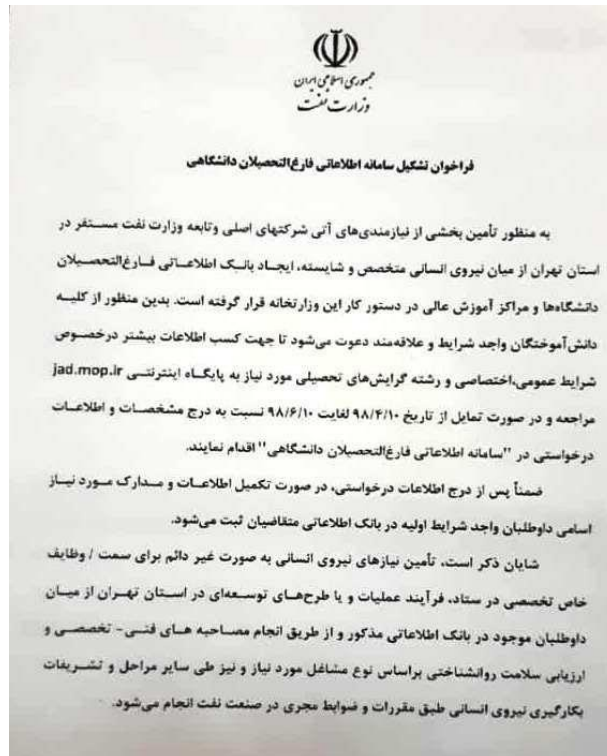 جمهوری اسلامی ایران
وزارت نفت
فراخوان تشکیل سامانه اطلاعاتی فارغ‌التحصیلان دانشگاهی
به منظور تأمین بخشی از نیازمندی‌های آتی شرکتهای اصلی وتابعه وزارت نفت مستقر در
استان تهران از میان نیروی انسانی متخصص و شایسته، ایجاد بانک اطلاعاتی فارغ‌التحصیلان
دانشگاه‌ها و مراکز آموزش عالی در دستور کار این وزارتخانه قرار گرفته است. بدین منظور از کلیه
دانش‌آموختگان واجد شرایط و علاقه‌مند دعوت می‌شود تا جهت کسب اطلاعات بیشتر درخصوص
شرایط عمومی،اختصاصی و رشته گرایش‌های تحصیلی مورد نیاز به پایگاه اینترنتی jad.mop.ir
مراجعه و در صورت تمایل از تاریخ ۹۸/۴/۱۰ لغایت ۹۸/۶/۱۰ نسبت به درج مشخصات و اطلاعات
درخواستی در "سامانه اطلاعاتی فارغ‌التحصیلان دانشگاهی" اقدام نمایند.
ضمناً پس از درج اطلاعات درخواستی، در صورت تکمیل اطلاعات و مدارک مورد نیاز
اسامی داوطلبان واجد شرایط اولیه در بانک اطلاعاتی متقاضیان ثبت می‌شود.
شایان ذکر است، تأمین نیازهای نیروی انسانی به صورت غیر دائم برای سمت / وظایف
خاص تخصصی در ستاد، فرآیند عملیات و یا طرح‌های توسعه‌ای در استان تهران از میان
داوطلبان موجود در بانک اطلاعاتی مذکور و از طریق انجام مصاحبه های فنی- تخصصی و
ارزیابی سلامت روانشناختی براساس نوع مشاغل مورد نیاز و نیز طی سایر مراحل و تشریفات
بکارگیری نیروی انسانی طبق مقررات و ضوابط مجری در صنعت نفت انجام می‌شود.